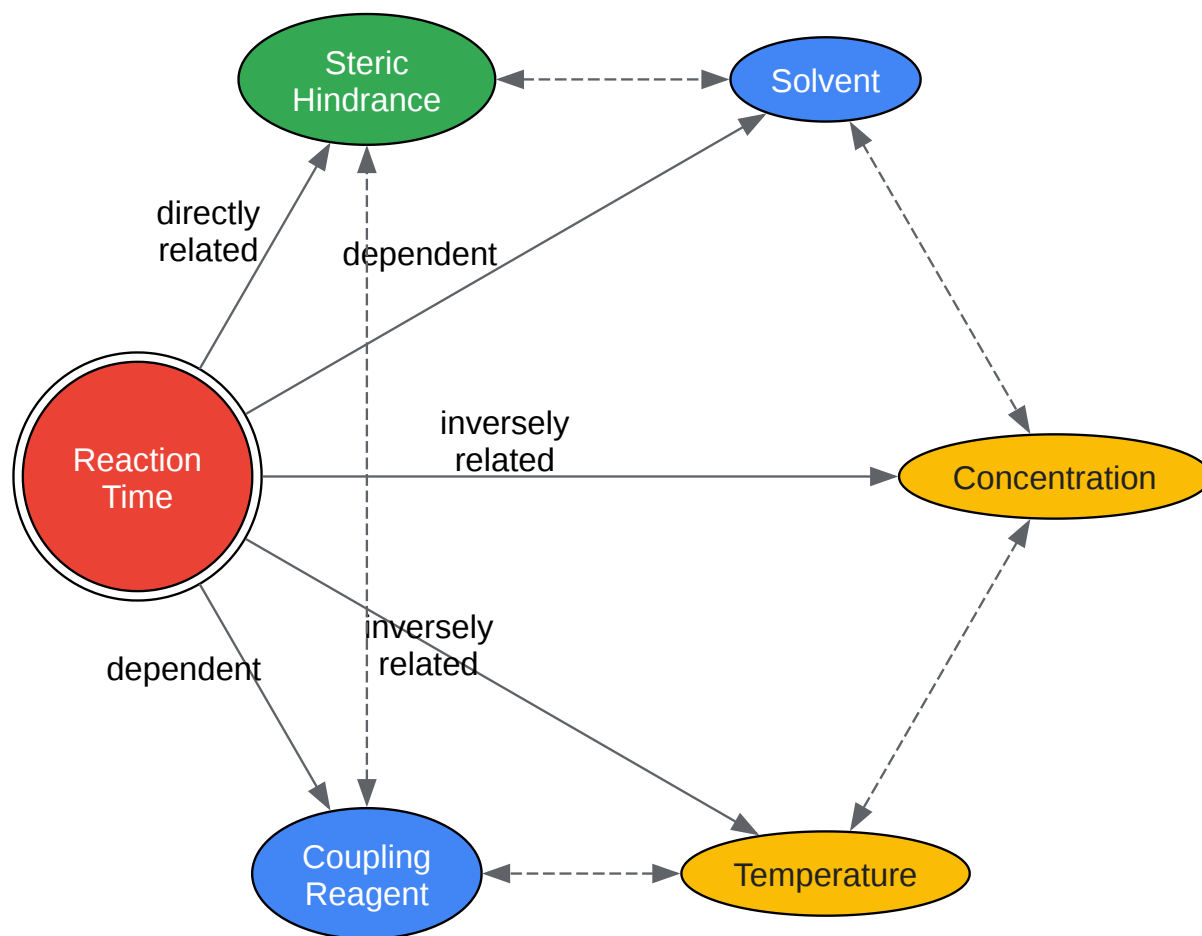 Steric
Hindrance
Solvent
directly
related
dependent
inversely
related
Reaction
Time
Concentration
inversely
related
dependent
Coupling
Reagent
Temperature